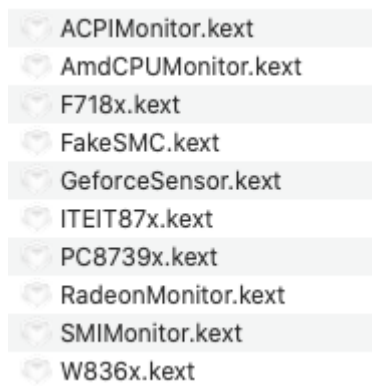 ACPIMonitor.kext
AmdCPUMonitor.kext
F718x.kext
FakeSMC.kext
GeforceSensor.kext
ITEIT87x.kext
PC8739x.kext
RadeonMonitor.kext
SMIMonitor.kext
W836x.kext